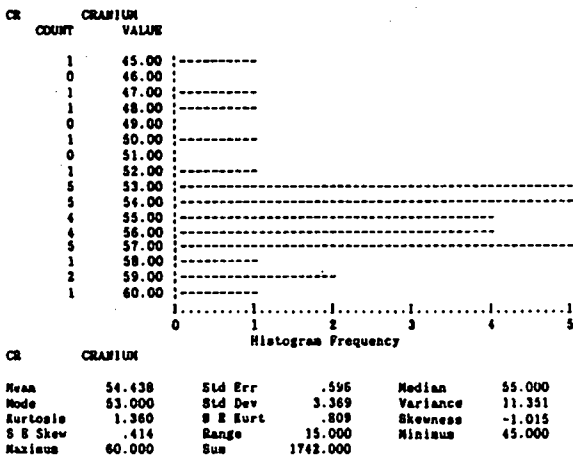 CR CRANIUM
COUNT VALUE
1 45.00
0 46.00
1 47.00
1 48.00
0 49.00
1 50.00
0 51.00
1 52.00
5 53.00
5 54.00
4 55.00
4 56.00
5 57.00
1 58.00
2 59.00
1 60.00
0 1 2 3 4 5
Histogram Frequency
CR CRANIUM
Mean 54.438 Std Err .596 Median 55.000
Mode 53.000 Std Dev 3.369 Variance 11.351
Kurtosis 1.360 S E Kurt .809 Skewness -1.015
S E Skew .414 Range 15.000 Minimum 45.000
Maximum 60.000 Sum 1742.000